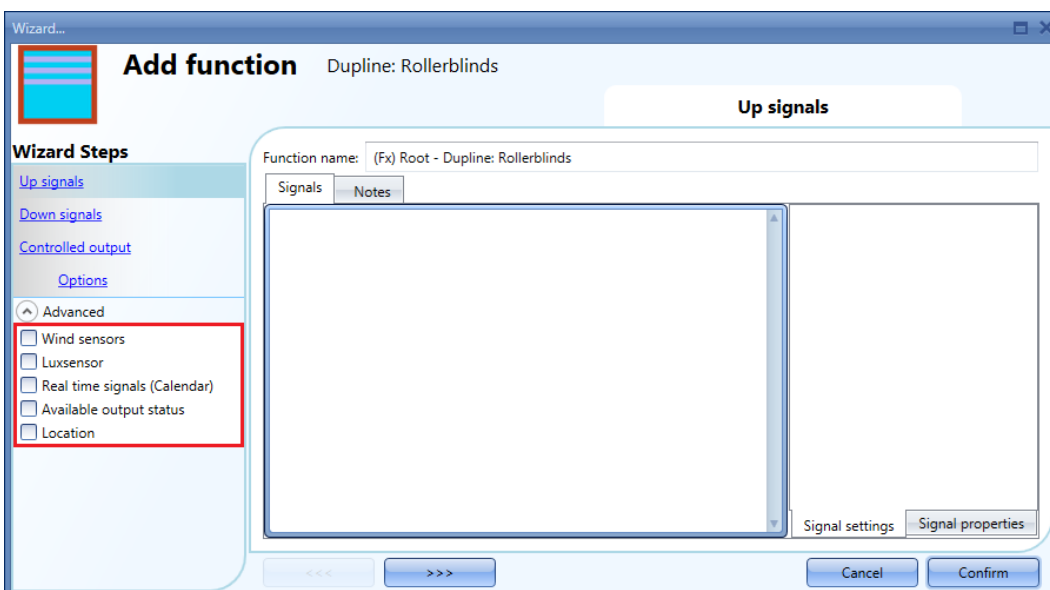 Wizard...
Add function Dupline: Rollerblinds
Up signals
Wizard Steps
Up signals
Down signals
Controlled output
Options
Advanced
Wind sensors
Luxsensor
Real time signals (Calendar)
Available output status
Location
Function name: (Fx) Root - Dupline: Rollerblinds
Signals Notes
Signal settings Signal properties
<<< >>> Cancel Confirm